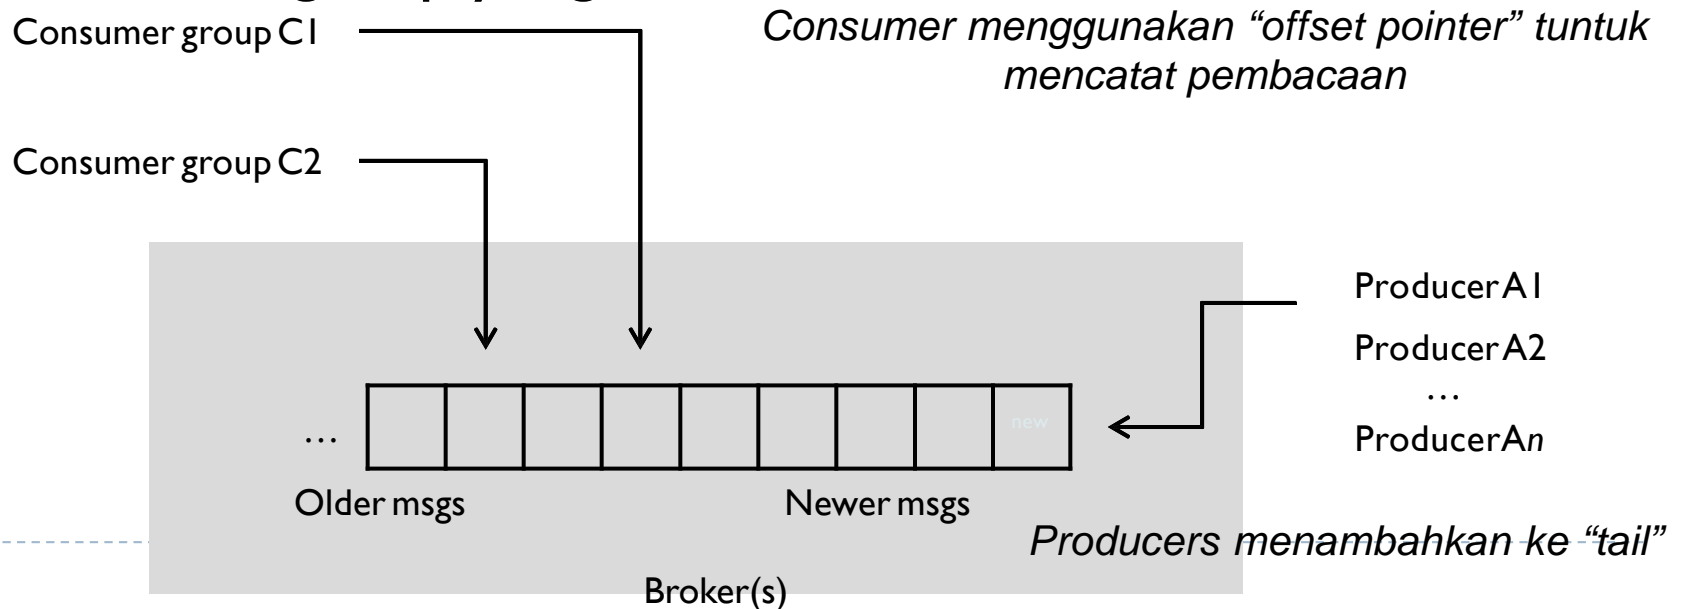 Consumer group C1
Consumer menggunakan “offset pointer” tuntuk
mencatat pembacaan
Consumer group C2
Producer A1
Producer A2
…
Producer An
new
…
Older msgs
Newer msgs
Producers menambahkan ke “tail”
Broker(s)